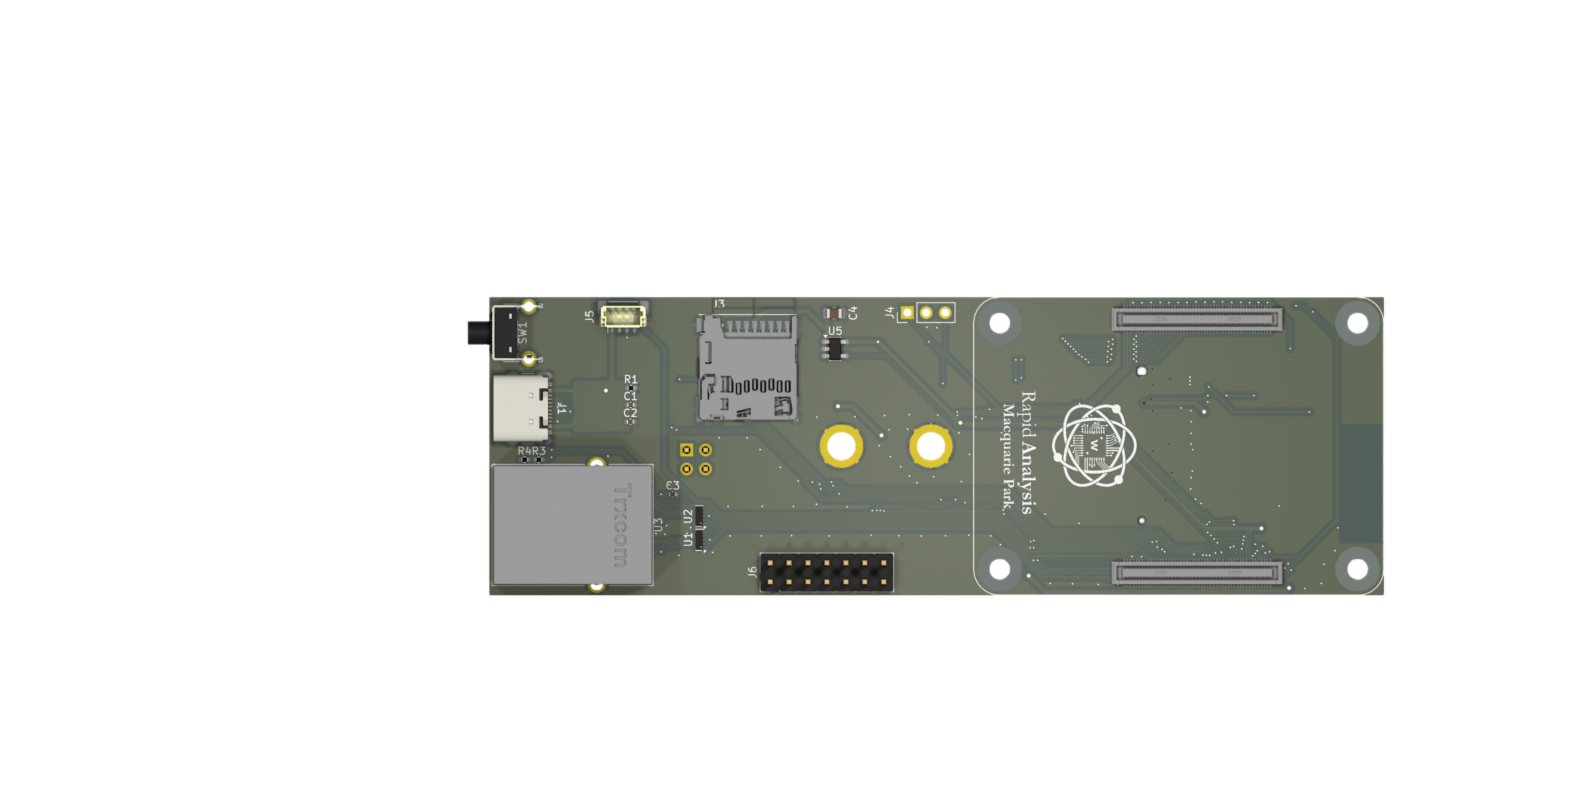 J3
C4
J4
J5
U5
SW1
R1
J1
C1
C2
R4R3
Rapid Analysis
Macquarie Park
W
C3
Trxcom
U3
U2
U1
J6